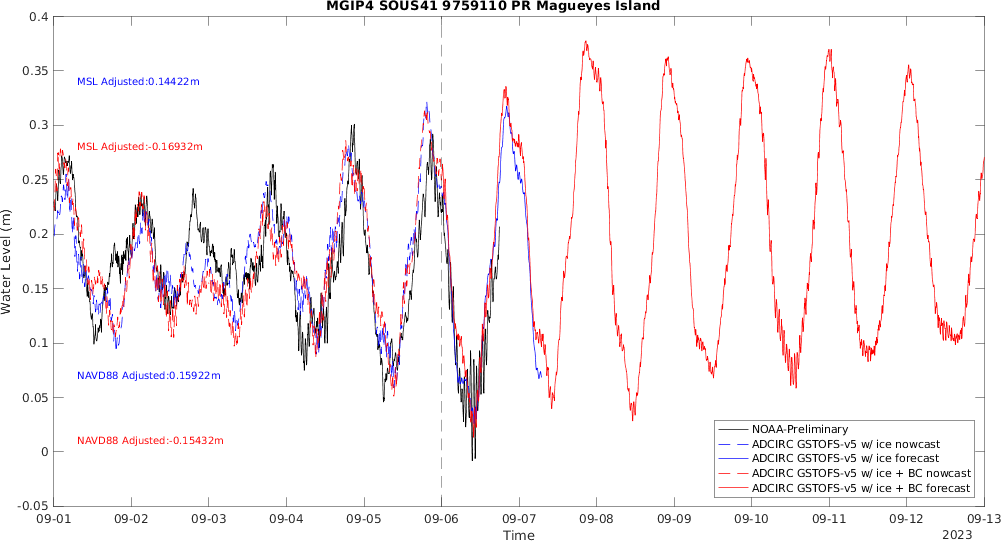 MGIP4 SOUS41 9759110 PR Magueyes Island
0.4
0.35
0.3
0.25
0.2
0.15
0.1
0.05
0
-0.05
Water Level (m)
MSL Adjusted:0.14422m
MSL Adjusted:-0.16932m
NAVD88 Adjusted:0.15922m
NAVD88 Adjusted:-0.15432m
NOAA-Preliminary
ADCIRC GSTOFS-v5 w/ ice nowcast
ADCIRC GSTOFS-v5 w/ ice forecast
ADCIRC GSTOFS-v5 w/ ice + BC nowcast
ADCIRC GSTOFS-v5 w/ ice + BC forecast
09-01 09-02 09-03 09-04 09-05 09-06 09-07 09-08 09-09 09-10 09-11 09-12 09-13
Time
2023